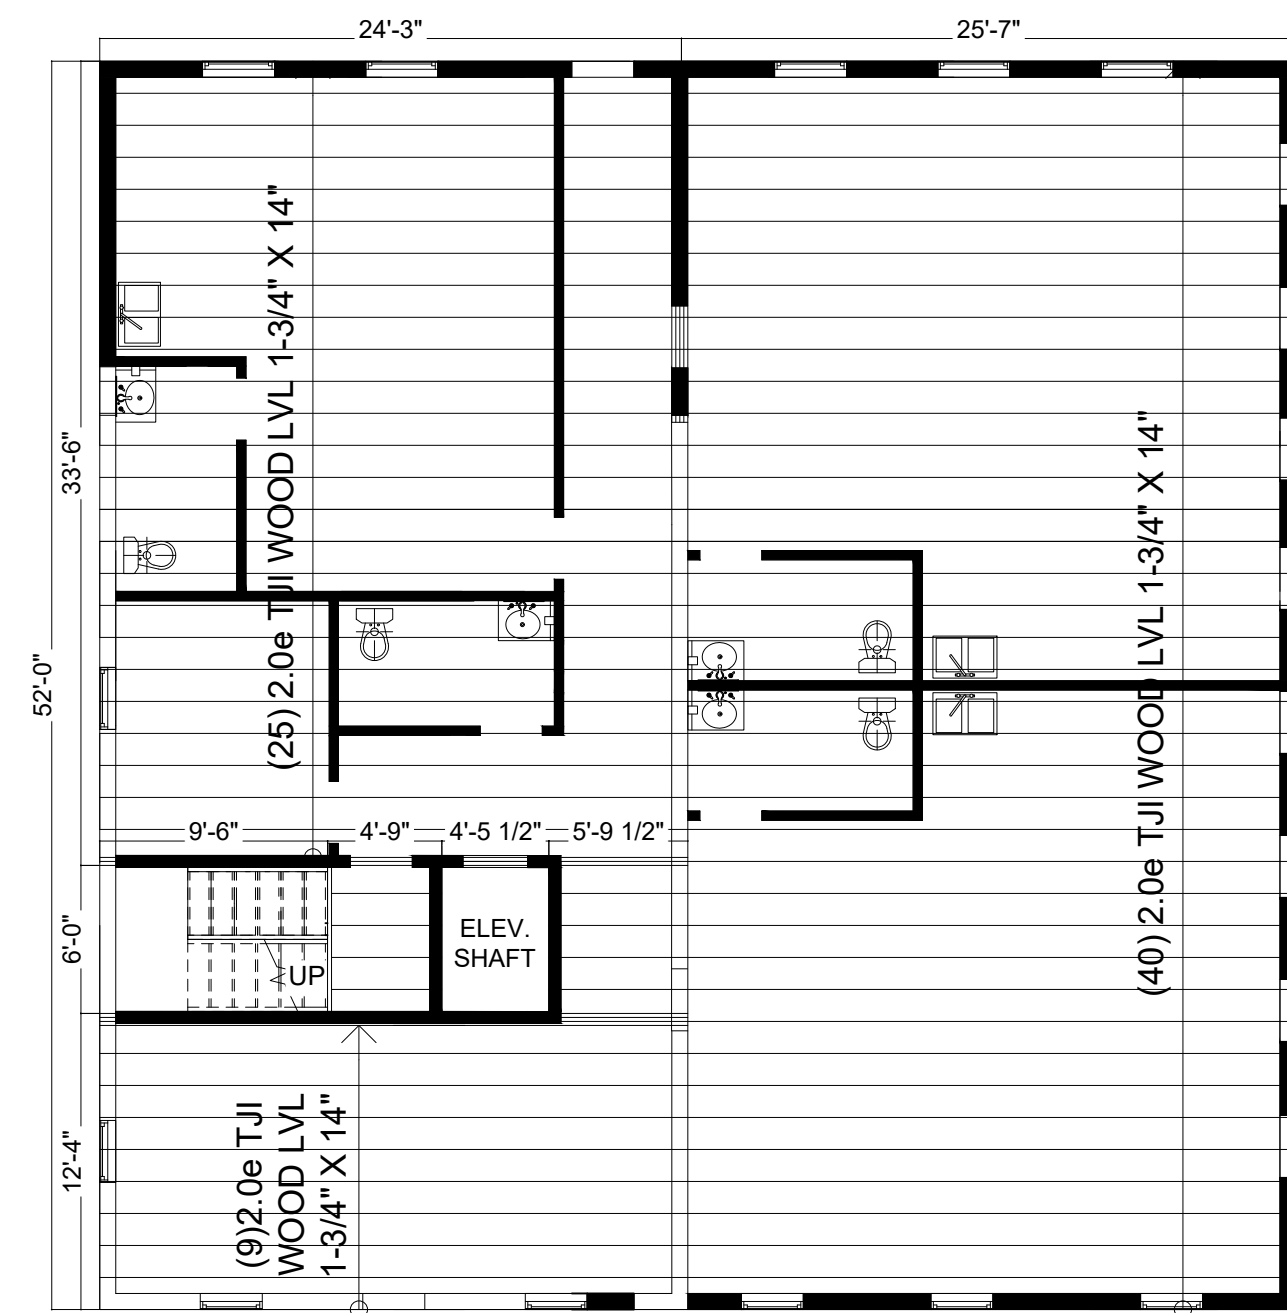 24'-3"
25'-7"
(25) 2.0e TJI WOOD LVL 1-3/4" X 14"
(40) 2.0e TJI WOOD LVL 1-3/4" X 14"
33'-6"
52'-0"
9'-6"
4'-9"
4'-5 1/2"
5'-9 1/2"
6'-0"
ELEV.
SHAFT
UP
12'-4"
(9)2.0e TJI
WOOD LVL
1-3/4" X 14"